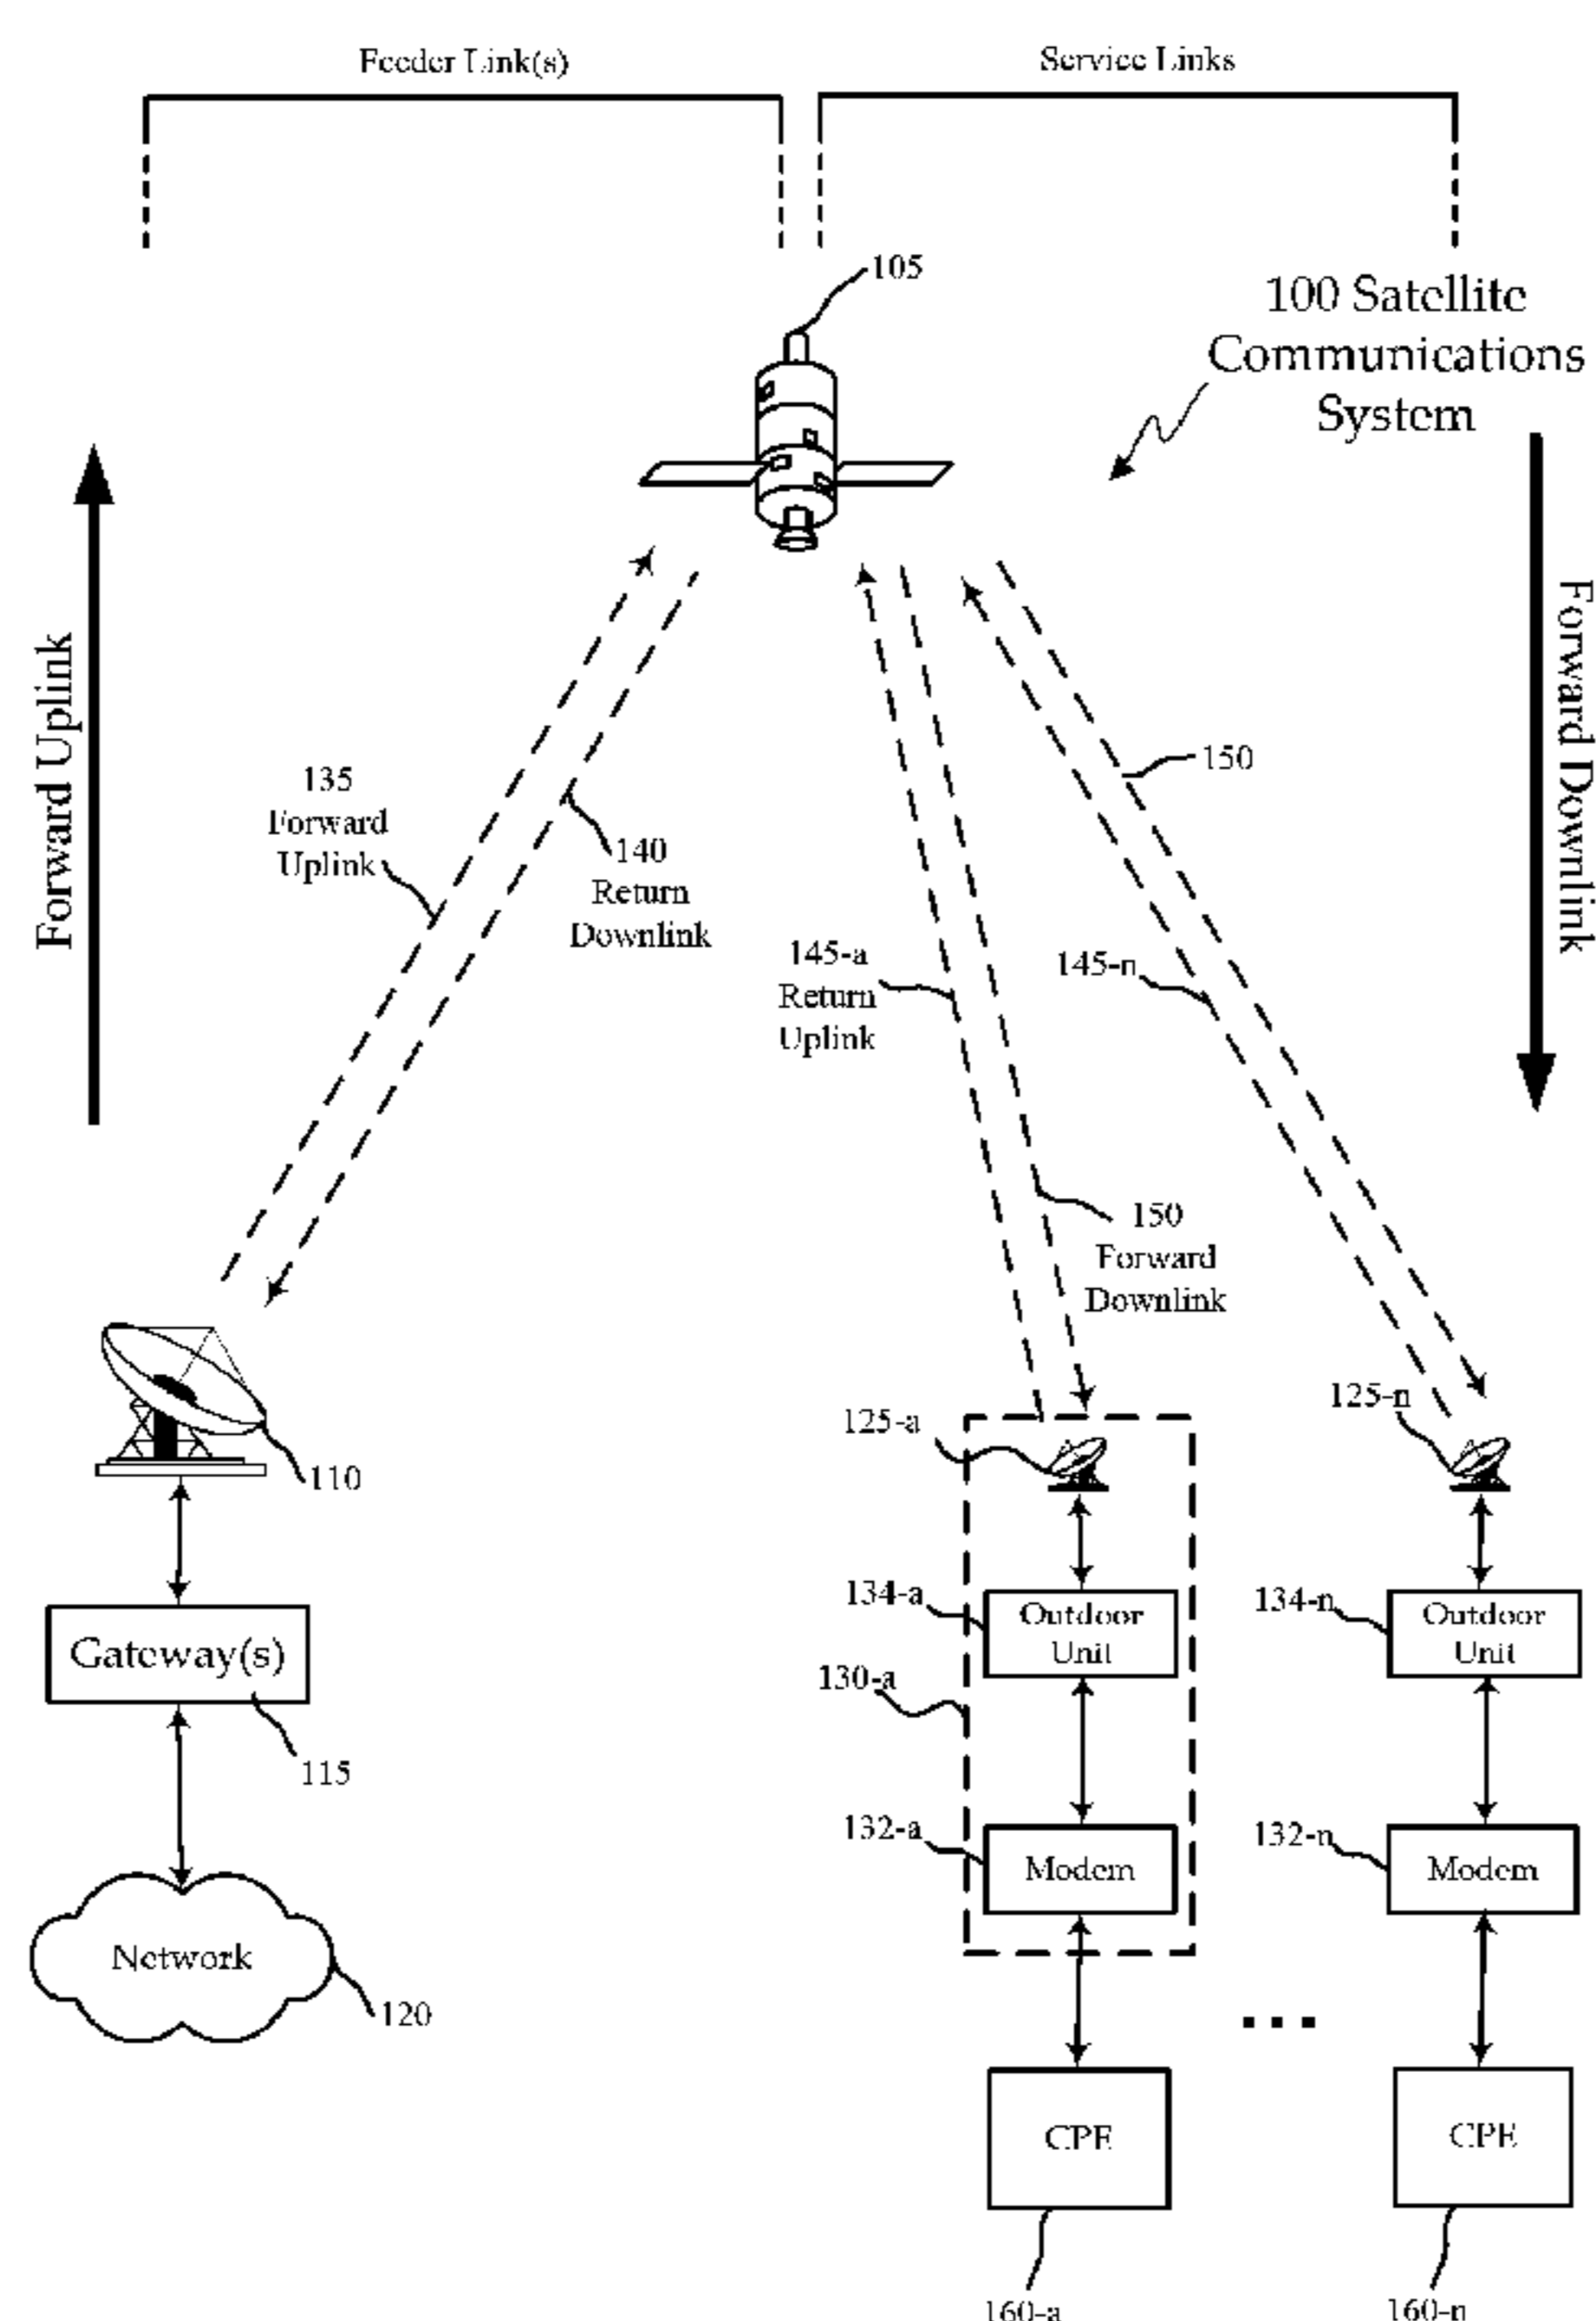 Feeder Link(s)
Service Links
105
100 Satellite
Communications
System
Forward Uplink
Forward Downlink
135
Forward
Uplink
140
Return
Downlink
150
145-a
Return
Uplink
145-n
150
Forward
Downlink
110
125-a
125-n
Gateway(s)
115
134-a
Outdoor
Unit
134-n
Outdoor
Unit
130-a
132-a
Modem
132-n
Modem
Network
120
CPE
CPE
160-a
160-n